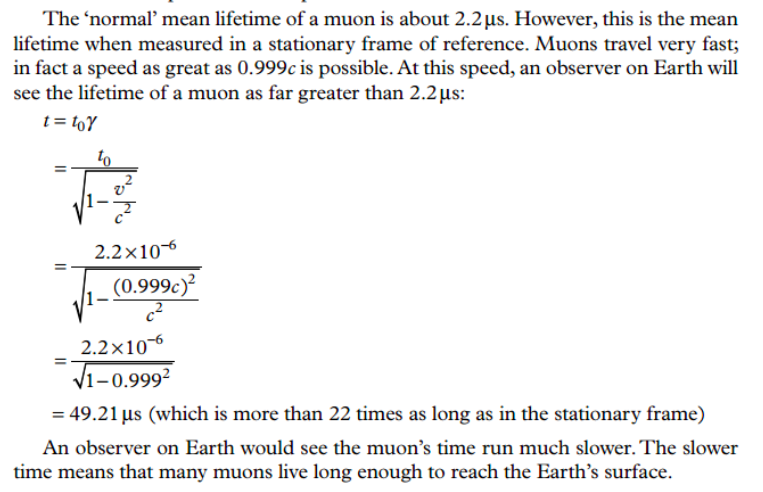 The ‘normal’ mean lifetime of a muon is about 2.2 μs. However, this is the mean
lifetime when measured in a stationary frame of reference. Muons travel very fast;
in fact a speed as great as 0.999c is possible. At this speed, an observer on Earth will
see the lifetime of a muon as far greater than 2.2 μs:
t = t₀γ
= t₀ / √(1 − v²/c²)
= 2.2×10⁻⁶ / √(1 − (0.999c)²/c²)
= 2.2×10⁻⁶ / √(1 − 0.999²)
= 49.21 μs (which is more than 22 times as long as in the stationary frame)
An observer on Earth would see the muon’s time run much slower. The slower
time means that many muons live long enough to reach the Earth’s surface.